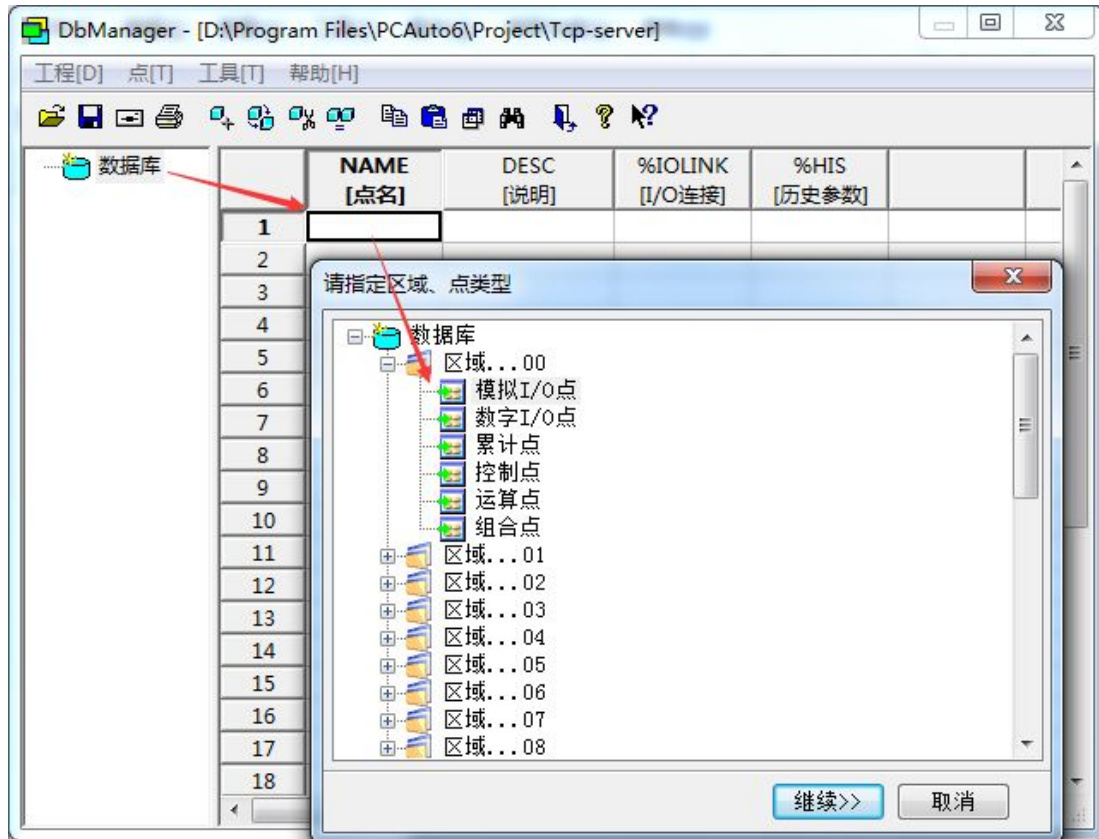 DbManager - [D:\Program Files\PCAuto6\Project\Tcp-server]
工程[D] 点[T] 工具[T] 帮助[H]
数据库
NAME DESC %IOLINK %HIS
[点名] [说明] [I/O连接] [历史参数]
1
2
请指定区域、点类型
3
4
数据库
5
区域...00
6
模拟I/O点
7
数字I/O点
8
累计点
9
控制点
运算点
10
组合点
11
区域...01
12
区域...02
13
区域...03
14
区域...04
15
区域...05
区域...06
16
区域...07
17
区域...08
18
继续>> 取消